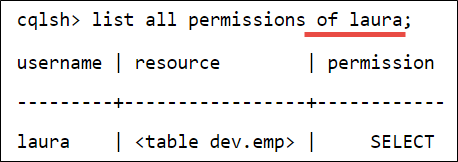 cqlsh> list all permissions of laura;
username | resource | permission
---------+-----------------+------------
laura | <table dev.emp> | SELECT